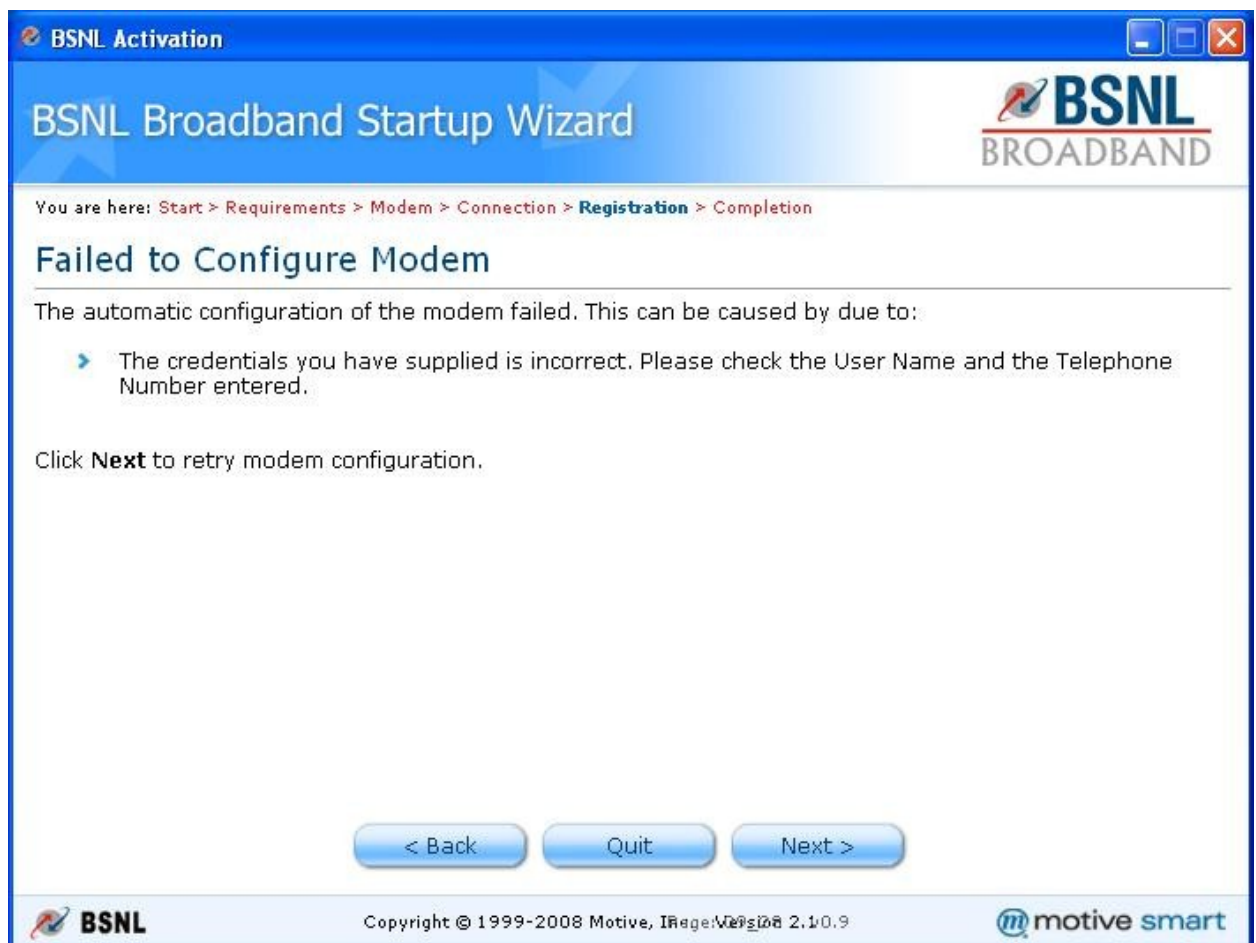 BSNL Activation
BSNL Broadband Startup Wizard
BSNL
BROADBAND
You are here: Start > Requirements > Modem > Connection > Registration > Completion
Failed to Configure Modem
The automatic configuration of the modem failed. This can be caused by due to:
The credentials you have supplied is incorrect. Please check the User Name and the Telephone
Number entered.
Click Next to retry modem configuration.
< Back
Quit
Next >
BSNL
Copyright © 1999-2008 Motive,
motive smart